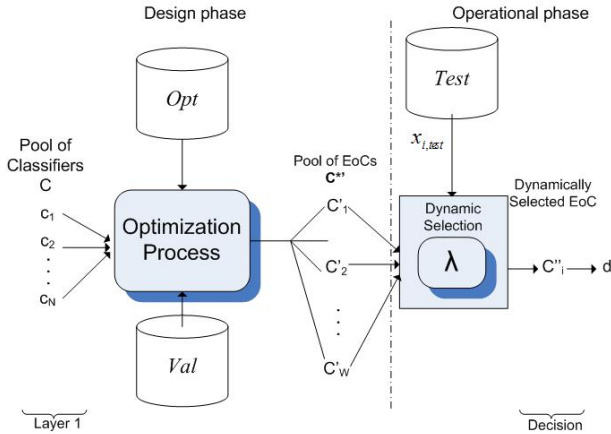 Design phase
Operational phase
Opt
Test
x i,test
Pool of
Classifiers
C
c1
c2
cN
Optimization
Process
Val
Pool of EoCs
C*'
C'1
C'2
C'W
Dynamic
Selection
λ
Dynamically
Selected EoC
C''i
d
Layer 1
Decision